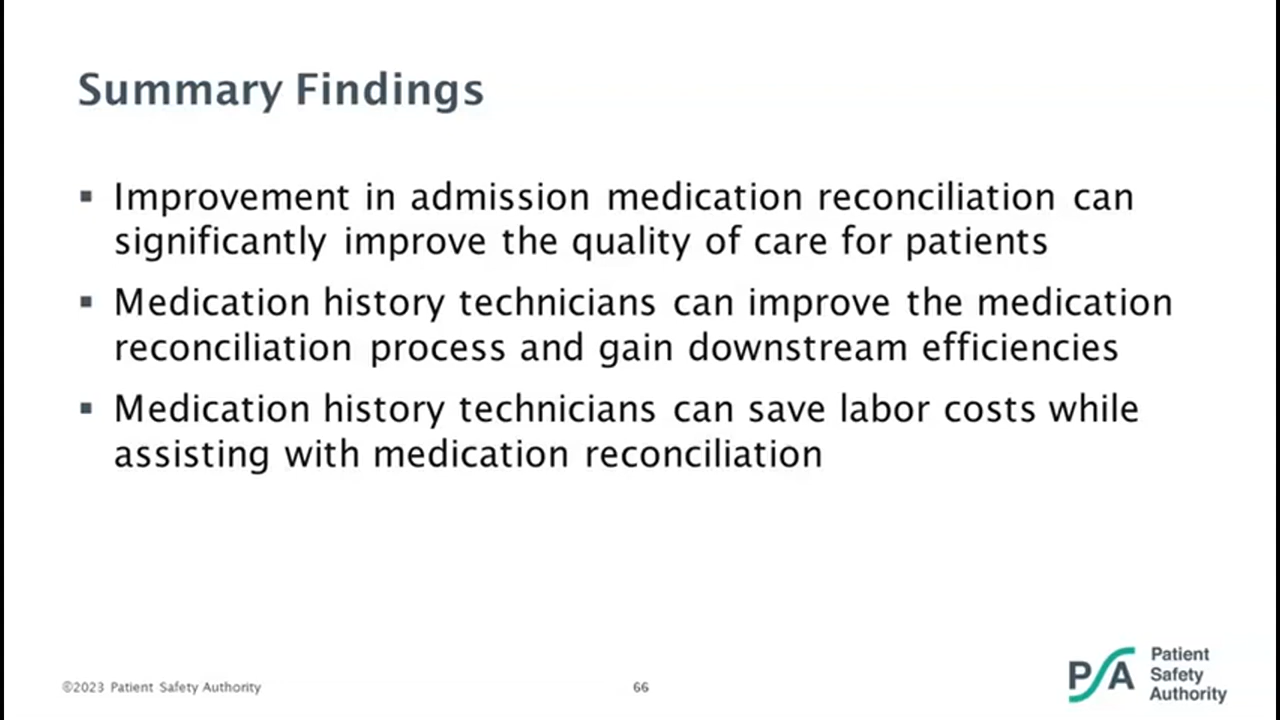 Summary Findings
▪ Improvement in admission medication reconciliation can
significantly improve the quality of care for patients
▪ Medication history technicians can improve the medication
reconciliation process and gain downstream efficiencies
▪ Medication history technicians can save labor costs while
assisting with medication reconciliation
©2023 Patient Safety Authority
66
PSA
Patient
Safety
Authority